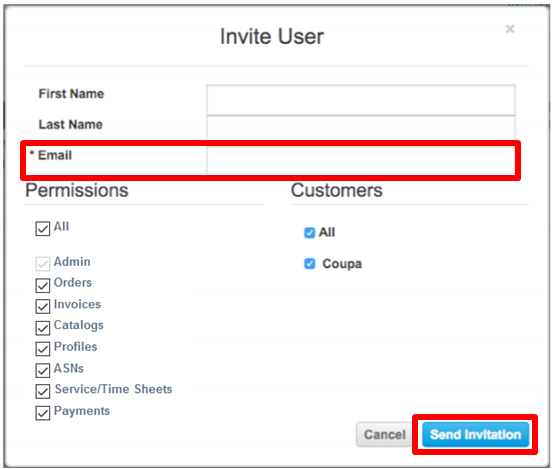 Invite User
×
First Name
Last Name
* Email
Permissions
All
Admin
Orders
Invoices
Catalogs
Profiles
ASNs
Service/Time Sheets
Payments
Customers
All
Coupa
Cancel
Send Invitation